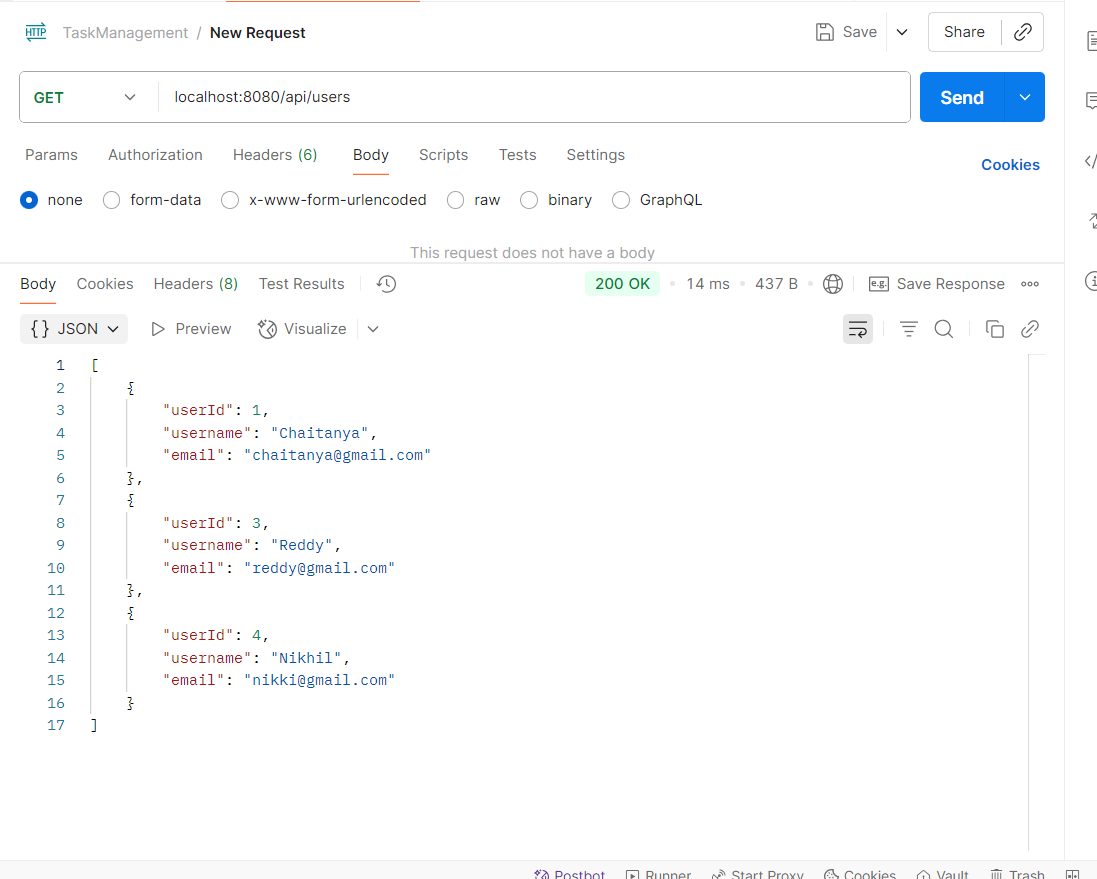 HTTP TaskManagement / New Request Save Share
GET localhost:8080/api/users Send
Params Authorization Headers (6) Body Scripts Tests Settings Cookies
none form-data x-www-form-urlencoded raw binary GraphQL
This request does not have a body
Body Cookies Headers (8) Test Results 200 OK • 14 ms • 437 B • e.g. Save Response
{} JSON Preview Visualize
1 [
2 {
3 "userId": 1,
4 "username": "Chaitanya",
5 "email": "chaitanya@gmail.com"
6 },
7 {
8 "userId": 3,
9 "username": "Reddy",
10 "email": "reddy@gmail.com"
11 },
12 {
13 "userId": 4,
14 "username": "Nikhil",
15 "email": "nikki@gmail.com"
16 }
17 ]
Postbot Runner Start Proxy Cookies Vault Trash